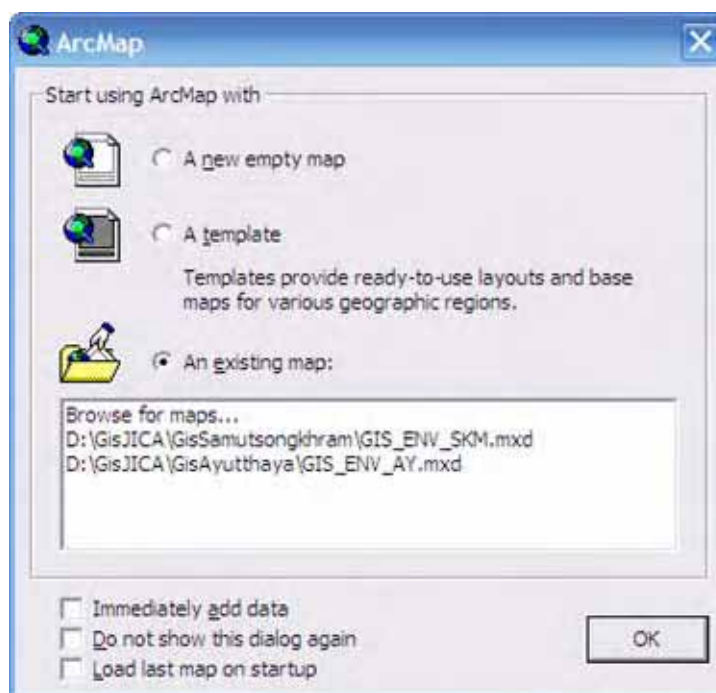 ArcMap
Start using ArcMap with
A new empty map
A template
Templates provide ready-to-use layouts and base
maps for various geographic regions.
An existing map:
Browse for maps...
D:\GisJICA\GisSamutsongkhram\GIS_ENV_SKM.mxd
D:\GisJICA\GisAyutthaya\GIS_ENV_AY.mxd
Immediately add data
Do not show this dialog again
Load last map on startup
OK